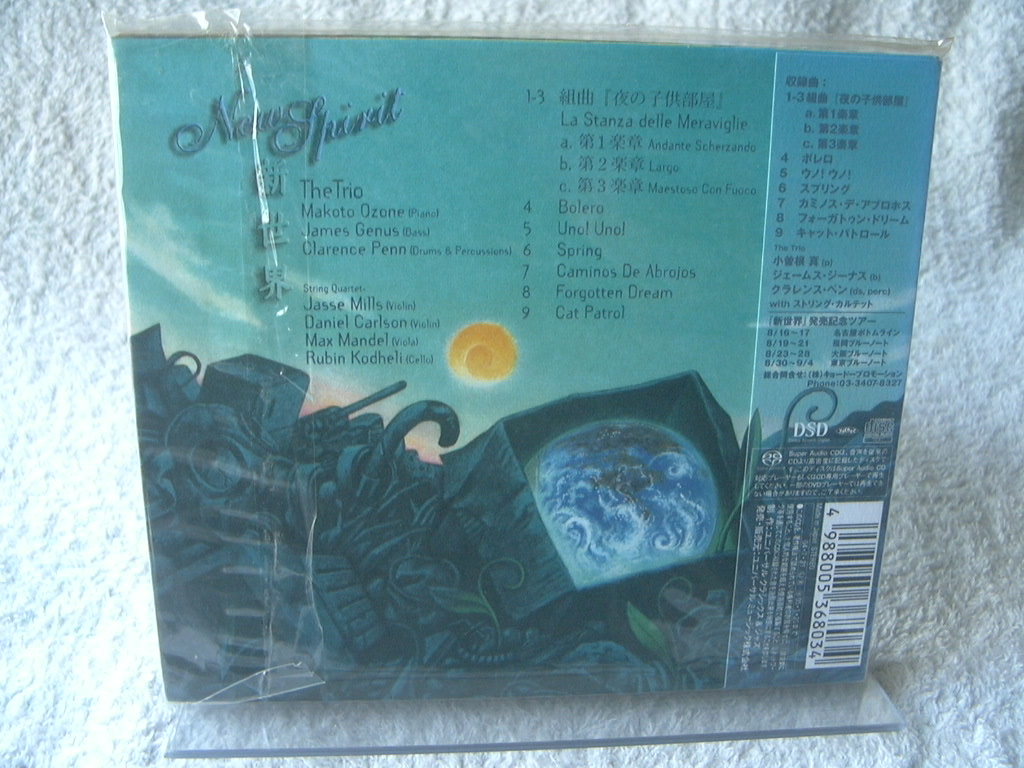 New Spirit
新世界
The Trio
Makoto Ozone (Piano)
James Genus (Bass)
Clarence Penn (Drums & Percussions)
String Quartet-
Jasse Mills (Violin)
Daniel Carlson (Violin)
Max Mandel (Viola)
Rubin Kodheli (Cello)
1-3 組曲『夜の子供部屋』
La Stanza delle Meraviglie
a. 第1楽章 Andante Scherzando
b. 第2楽章 Largo
c. 第3楽章 Maestoso Con Fuoco
4 Bolero
5 Uno! Uno!
6 Spring
7 Caminos De Abrojos
8 Forgotten Dream
9 Cat Patrol
収録曲：
1-3 組曲『夜の子供部屋』
a. 第1楽章
b. 第2楽章
c. 第3楽章
4 ボレロ
5 ウノ! ウノ!
6 スプリング
7 カミノス・デ・アブロホス
8 フォーガトゥン・ドリーム
9 キャット・パトロール
The Trio
小曽根 真 (p)
ジェームス・ジーナス (b)
クラレンス・ペン (ds, perc)
with ストリング・カルテット
『新世界』発売記念ツアー
8/16～17 名古屋ボトムライン
8/19～21 福岡ブルーノート
8/23～28 大阪ブルーノート
8/30～9/4 東京ブルーノート
総合問合せ：(株)キョードープロモーション
Phone:03-3407-8327
DSD
Super Audio CDは、音声を従来の
4 988005 368034